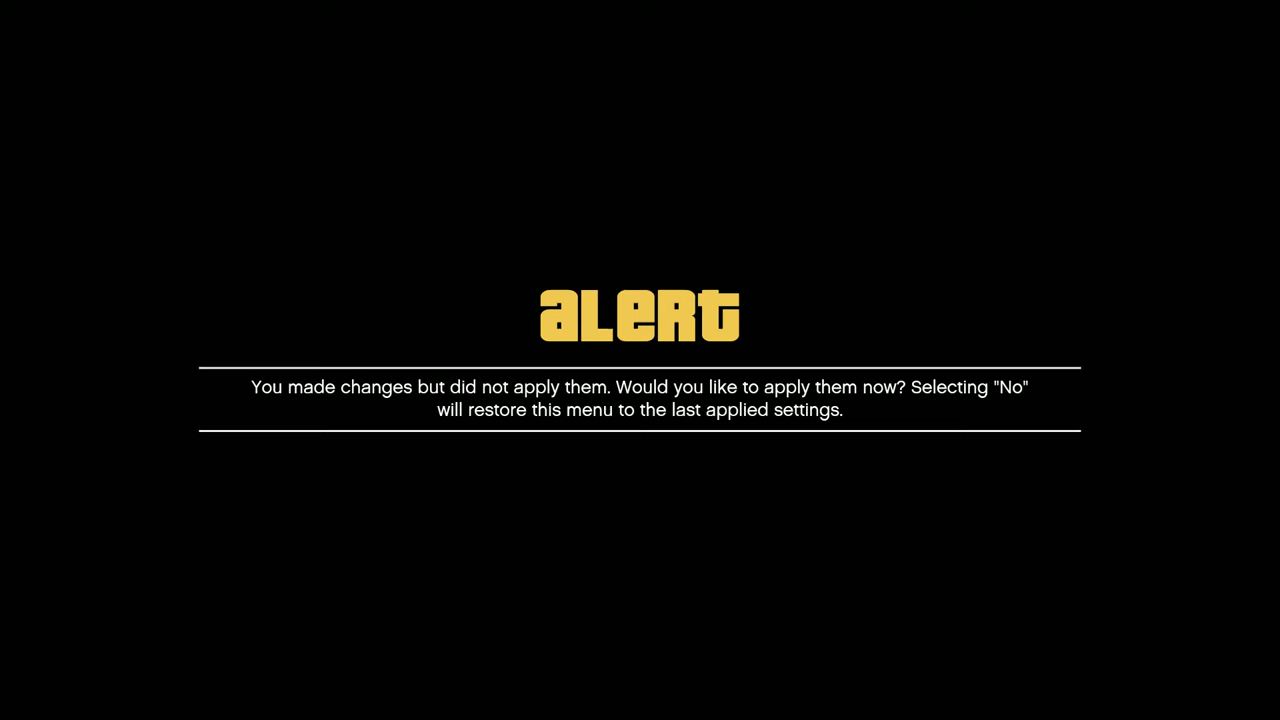 aLeRt
You made changes but did not apply them. Would you like to apply them now? Selecting "No"
will restore this menu to the last applied settings.